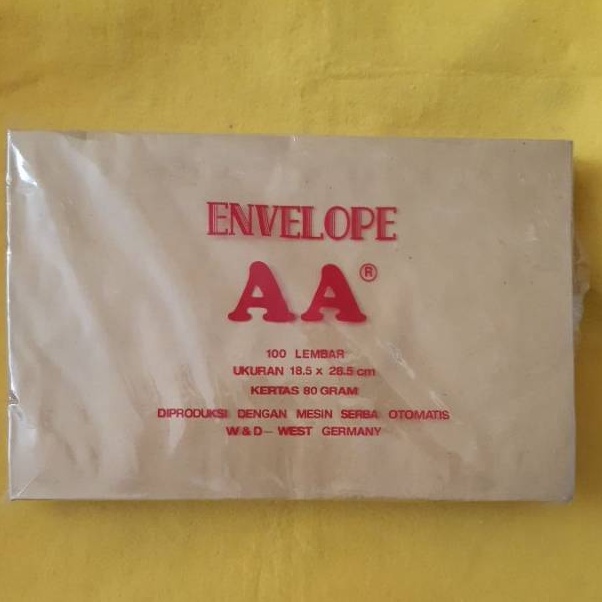 ENVELOPE
AA®
100 LEMBAR
UKURAN 18.5 x 28.5 cm
KERTAS 80 GRAM
DIPRODUKSI DENGAN MESIN SERBA OTOMATIS
W & D – WEST GERMANY